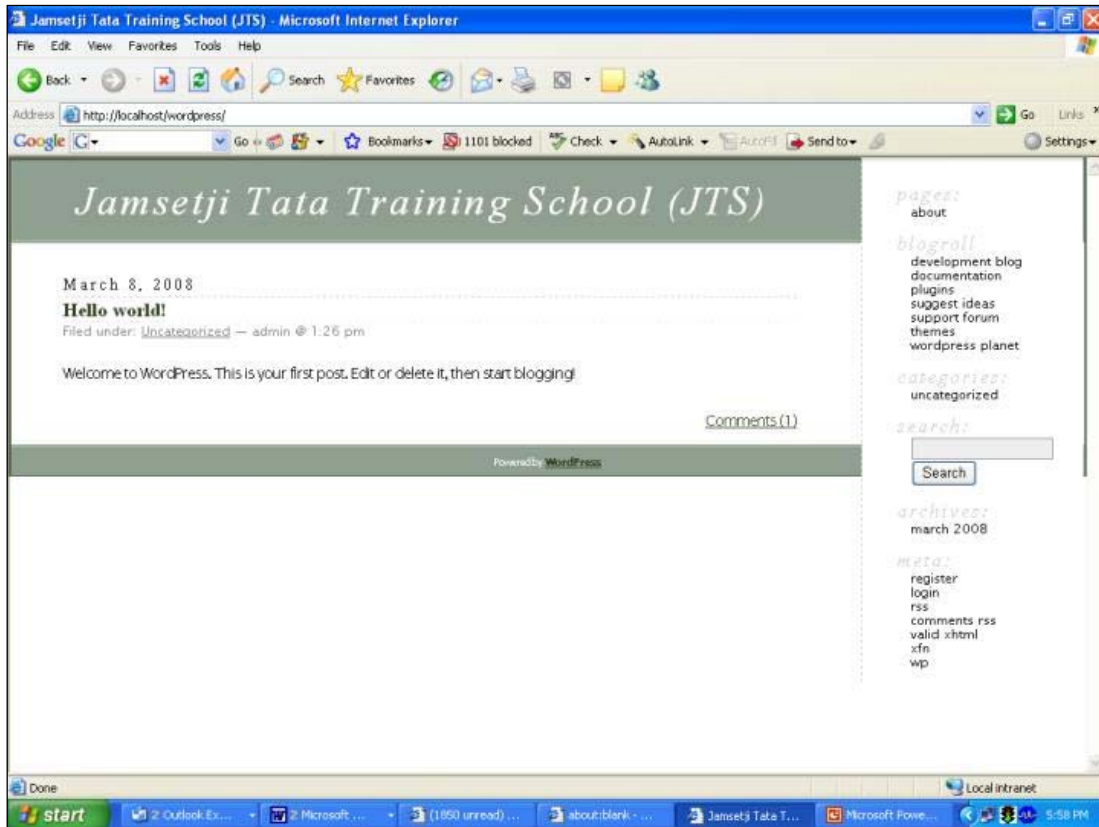 Jamsetji Tata Training School (JTS) - Microsoft Internet Explorer
File Edit View Favorites Tools Help
Back Search Favorites
Address http://localhost/wordpress/ Go Links
Google G Go Bookmarks 1101 blocked Check AutoLink AutoFill Send to Settings
Jamsetji Tata Training School (JTS)
March 8, 2008
Hello world!
Filed under: Uncategorized — admin @ 1:26 pm
Welcome to WordPress. This is your first post. Edit or delete it, then start blogging!
Comments (1)
Powered by WordPress
pages:
about
blogroll
development blog
documentation
plugins
suggest ideas
support forum
themes
wordpress planet
categories:
uncategorized
search:
Search
archives:
march 2008
meta:
register
login
rss
comments rss
valid xhtml
xfn
wp
Done Local intranet
start 2 Outlook Ex... 2 Microsoft ... (1850 unread) ... about:blank - ... Jamsetji Tata T... Microsoft Powe... 5:58 PM